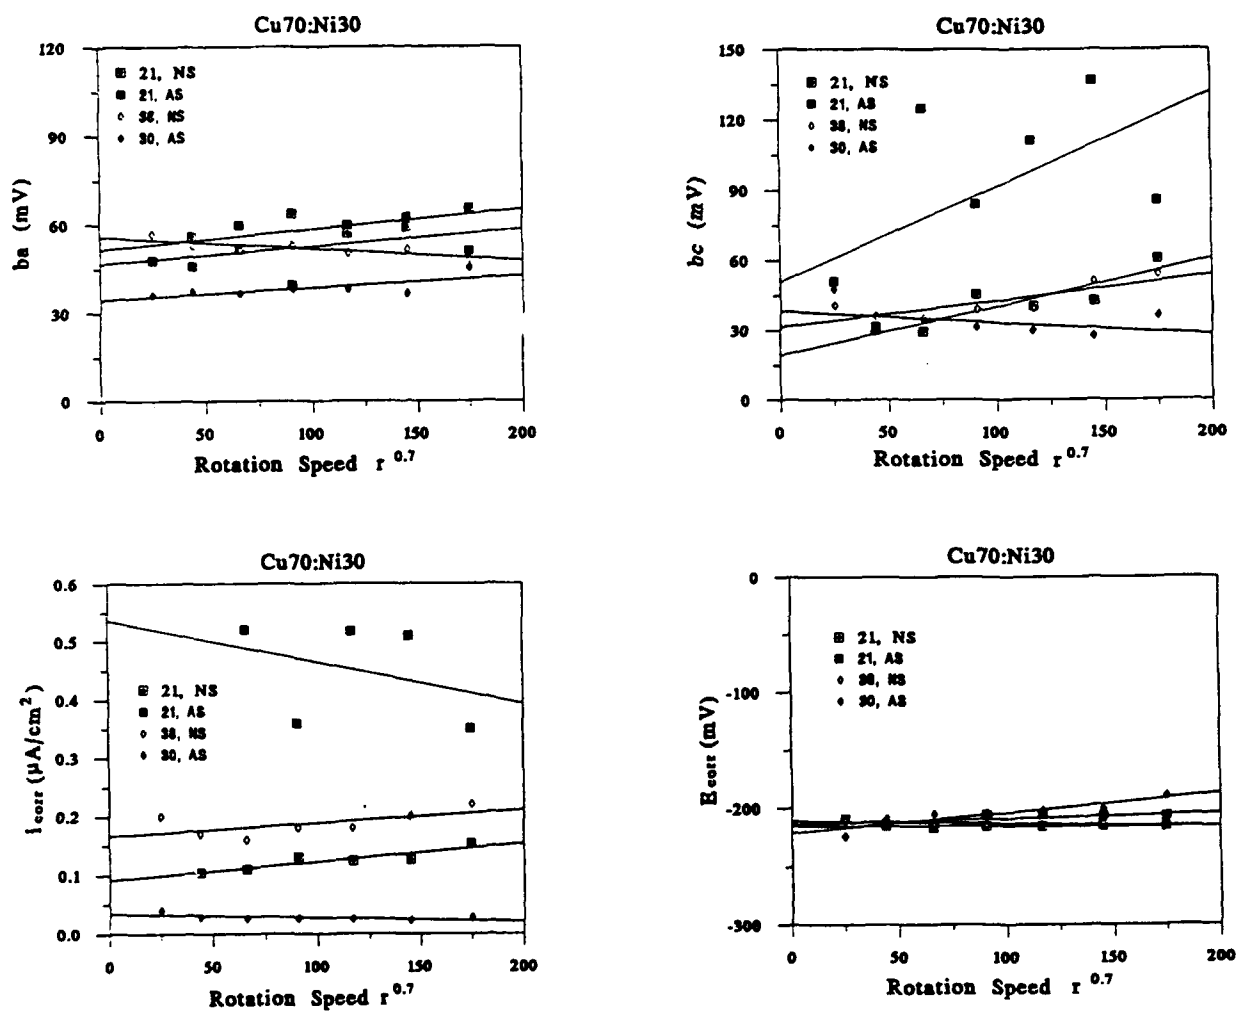 Cu70:Ni30
120
90
60
30
0
ba (mV)
21, NS
21, AS
38, NS
30, AS
0 50 100 150 200
Rotation Speed r^0.7
Cu70:Ni30
150
120
90
60
30
0
bc (mV)
21, NS
21, AS
38, NS
30, AS
0 50 100 150 200
Rotation Speed r^0.7
Cu70:Ni30
0.6
0.5
0.4
0.3
0.2
0.1
0.0
icorr (μA/cm²)
21, NS
21, AS
38, NS
30, AS
0 50 100 150 200
Rotation Speed r^0.7
Cu70:Ni30
0
-100
-200
-300
Ecorr (mV)
21, NS
21, AS
38, NS
30, AS
0 50 100 150 200
Rotation Speed r^0.7